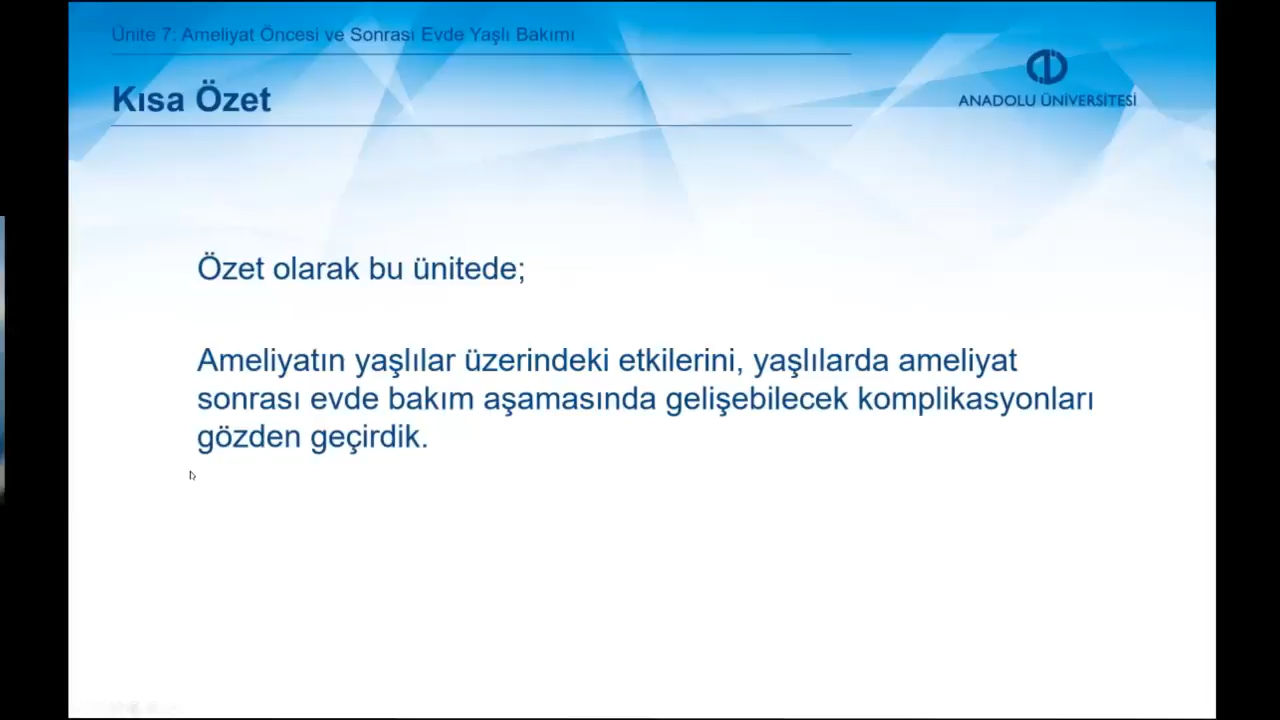 Ünite 7: Ameliyat Öncesi ve Sonrası Evde Yaşlı Bakımı
Kısa Özet
ANADOLU ÜNİVERSİTESİ
Özet olarak bu ünitede;
Ameliyatın yaşlılar üzerindeki etkilerini, yaşlılarda ameliyat
sonrası evde bakım aşamasında gelişebilecek komplikasyonları
gözden geçirdik.